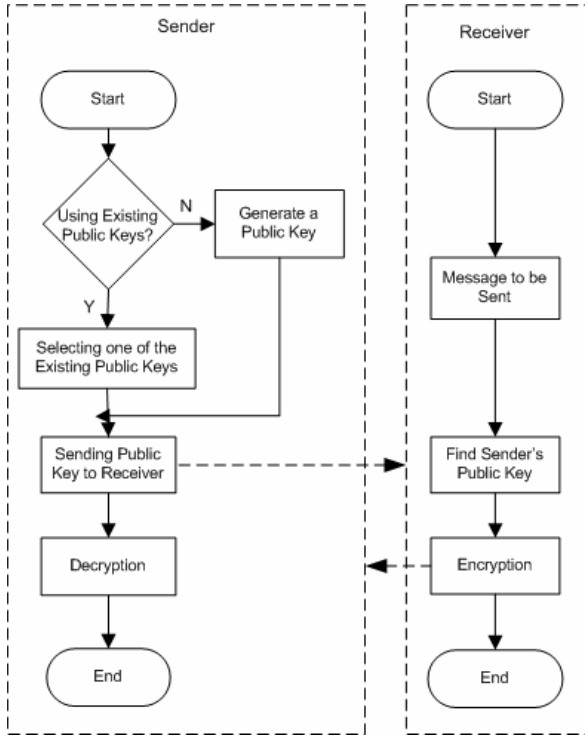 Sender
Start
Using Existing
Public Keys?
N
Generate a
Public Key
Y
Selecting one of the
Existing Public Keys
Sending Public
Key to Receiver
Decryption
End
Receiver
Start
Message to be
Sent
Find Sender's
Public Key
Encryption
End